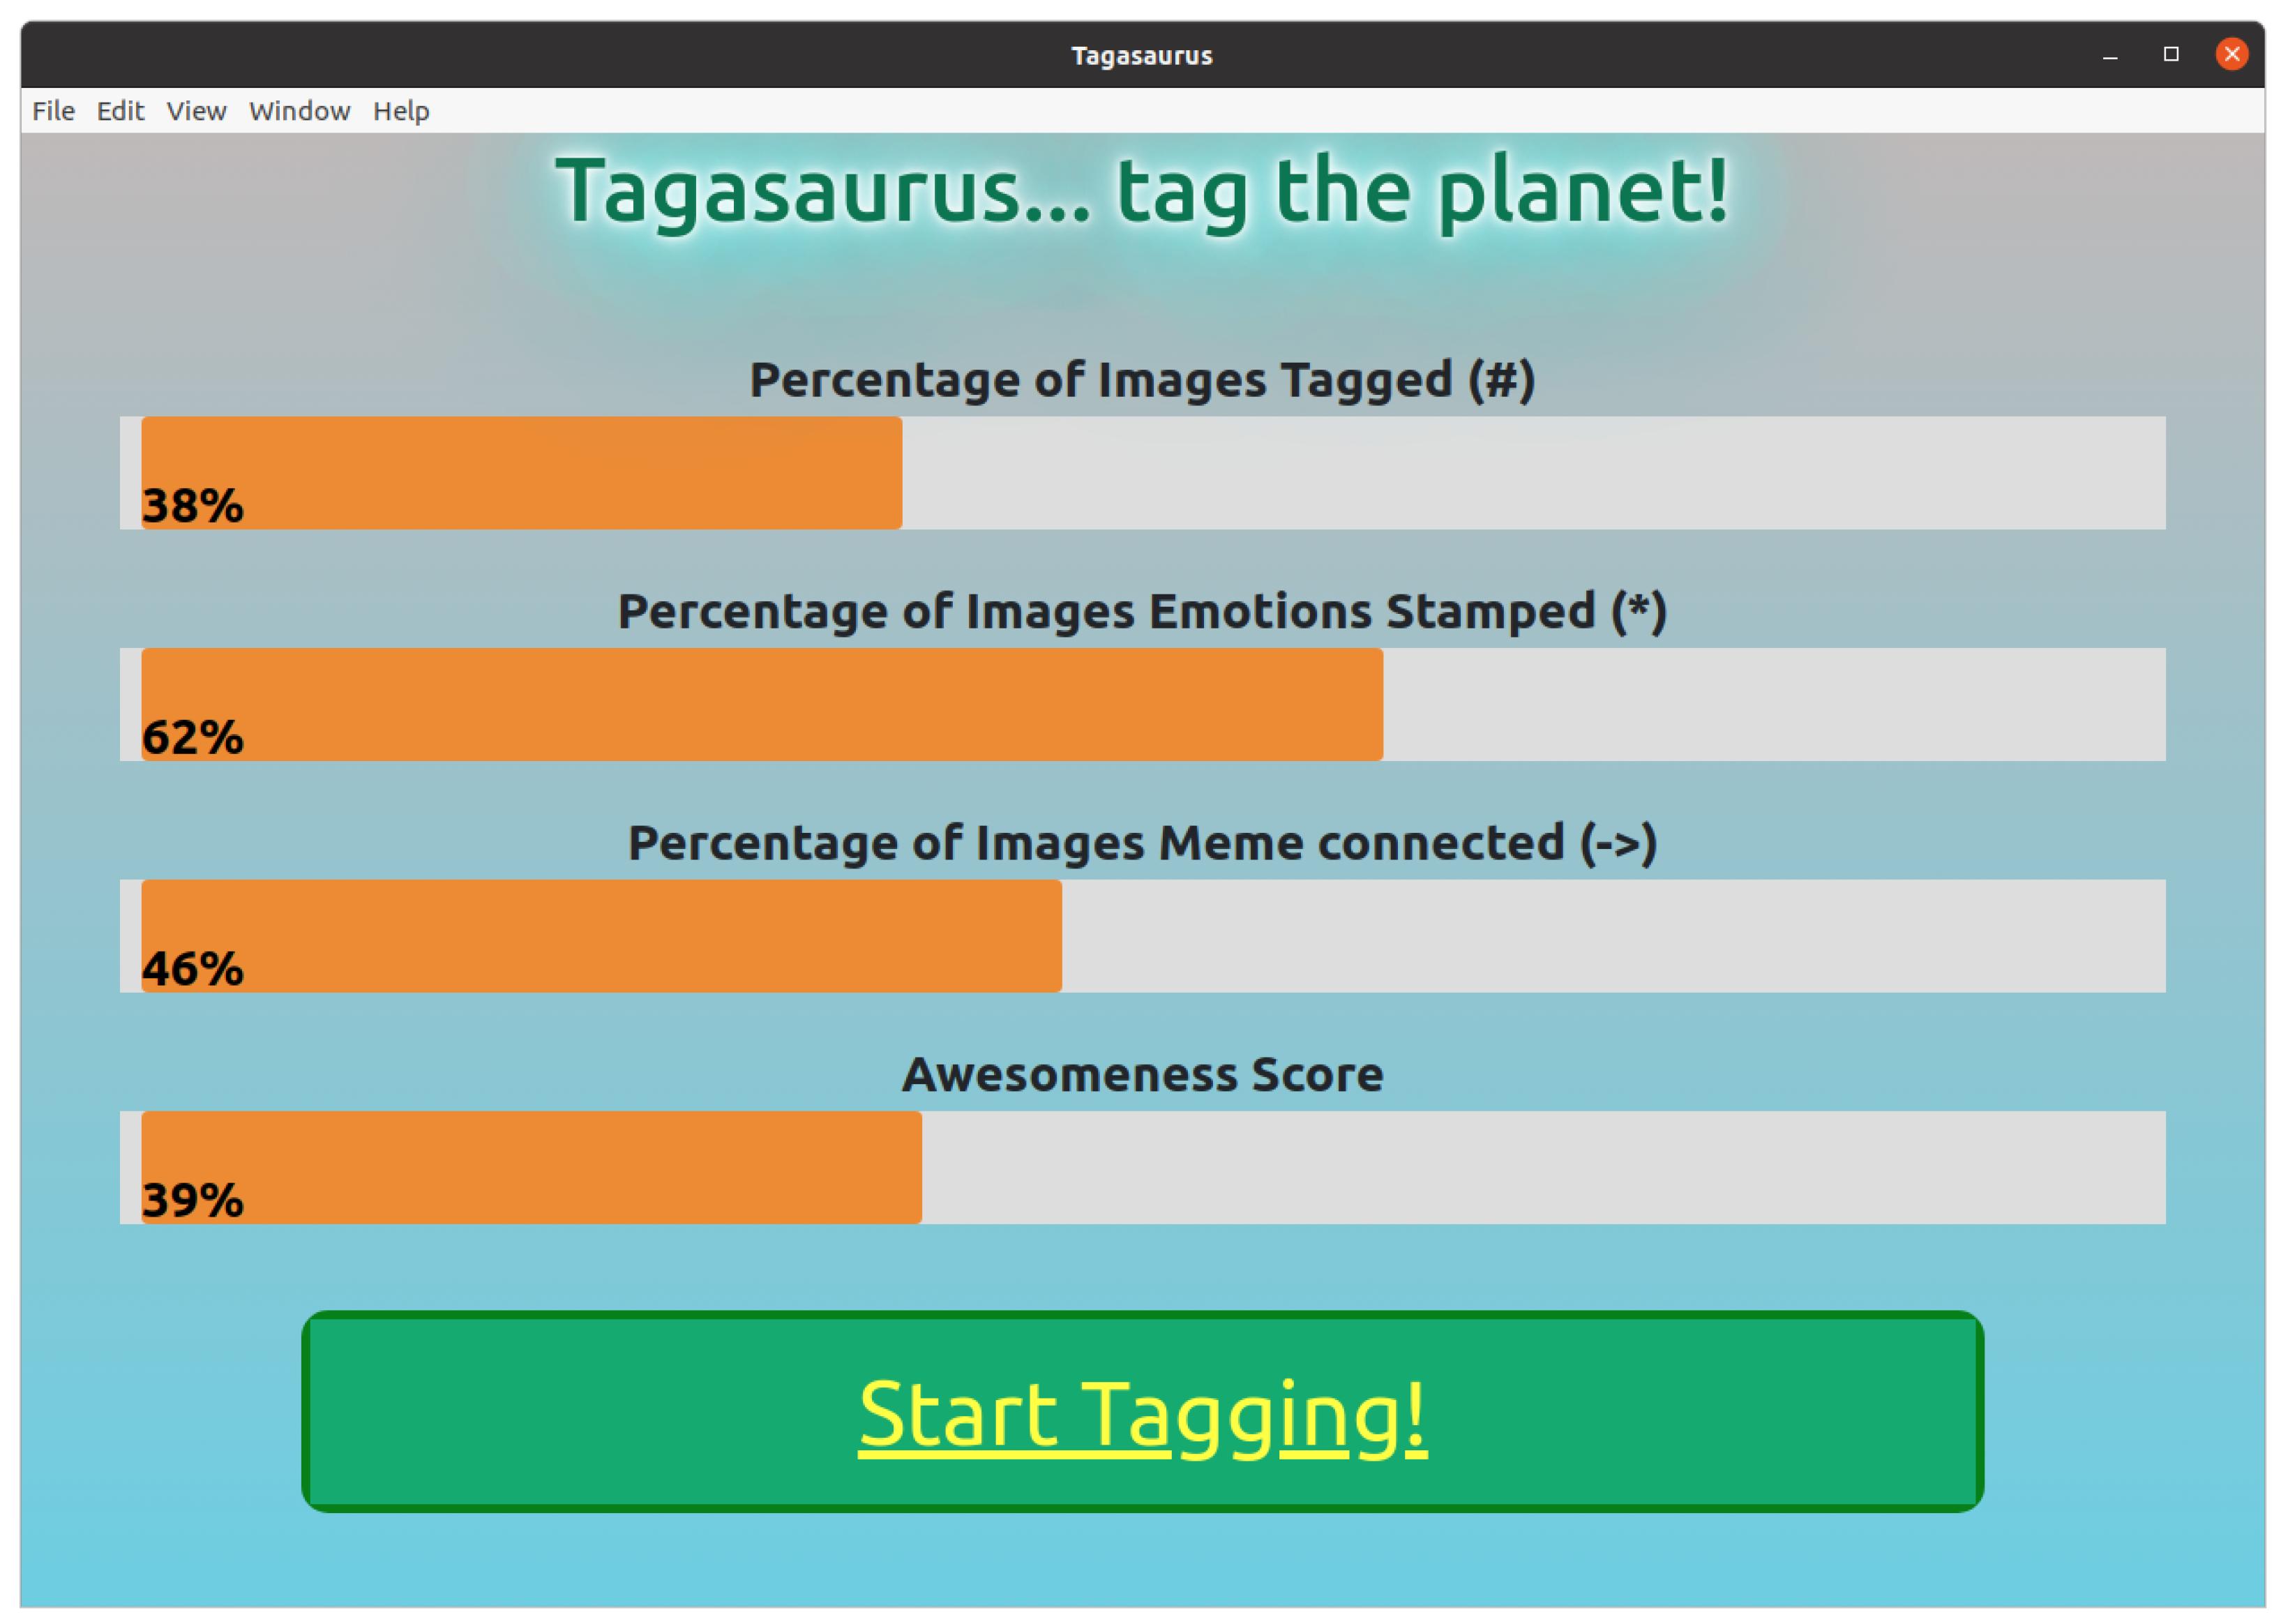 Tagasaurus
File Edit View Window Help
Tagasaurus... tag the planet!
Percentage of Images Tagged (#)
38%
Percentage of Images Emotions Stamped (*)
62%
Percentage of Images Meme connected (->)
46%
Awesomeness Score
39%
Start Tagging!